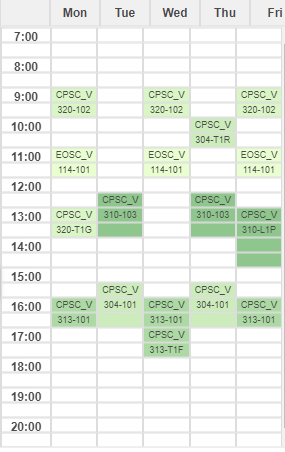 Mon Tue Wed Thu Fri
7:00
8:00
9:00 CPSC_V CPSC_V CPSC_V
320-102 320-102 320-102
10:00 CPSC_V
304-T1R
11:00 EOSC_V EOSC_V EOSC_V
114-101 114-101 114-101
12:00
CPSC_V CPSC_V
13:00 CPSC_V 310-103 310-103 CPSC_V
320-T1G 310-L1P
14:00
15:00
CPSC_V CPSC_V
16:00 CPSC_V 304-101 CPSC_V 304-101 CPSC_V
313-101 313-101 313-101
17:00 CPSC_V
313-T1F
18:00
19:00
20:00